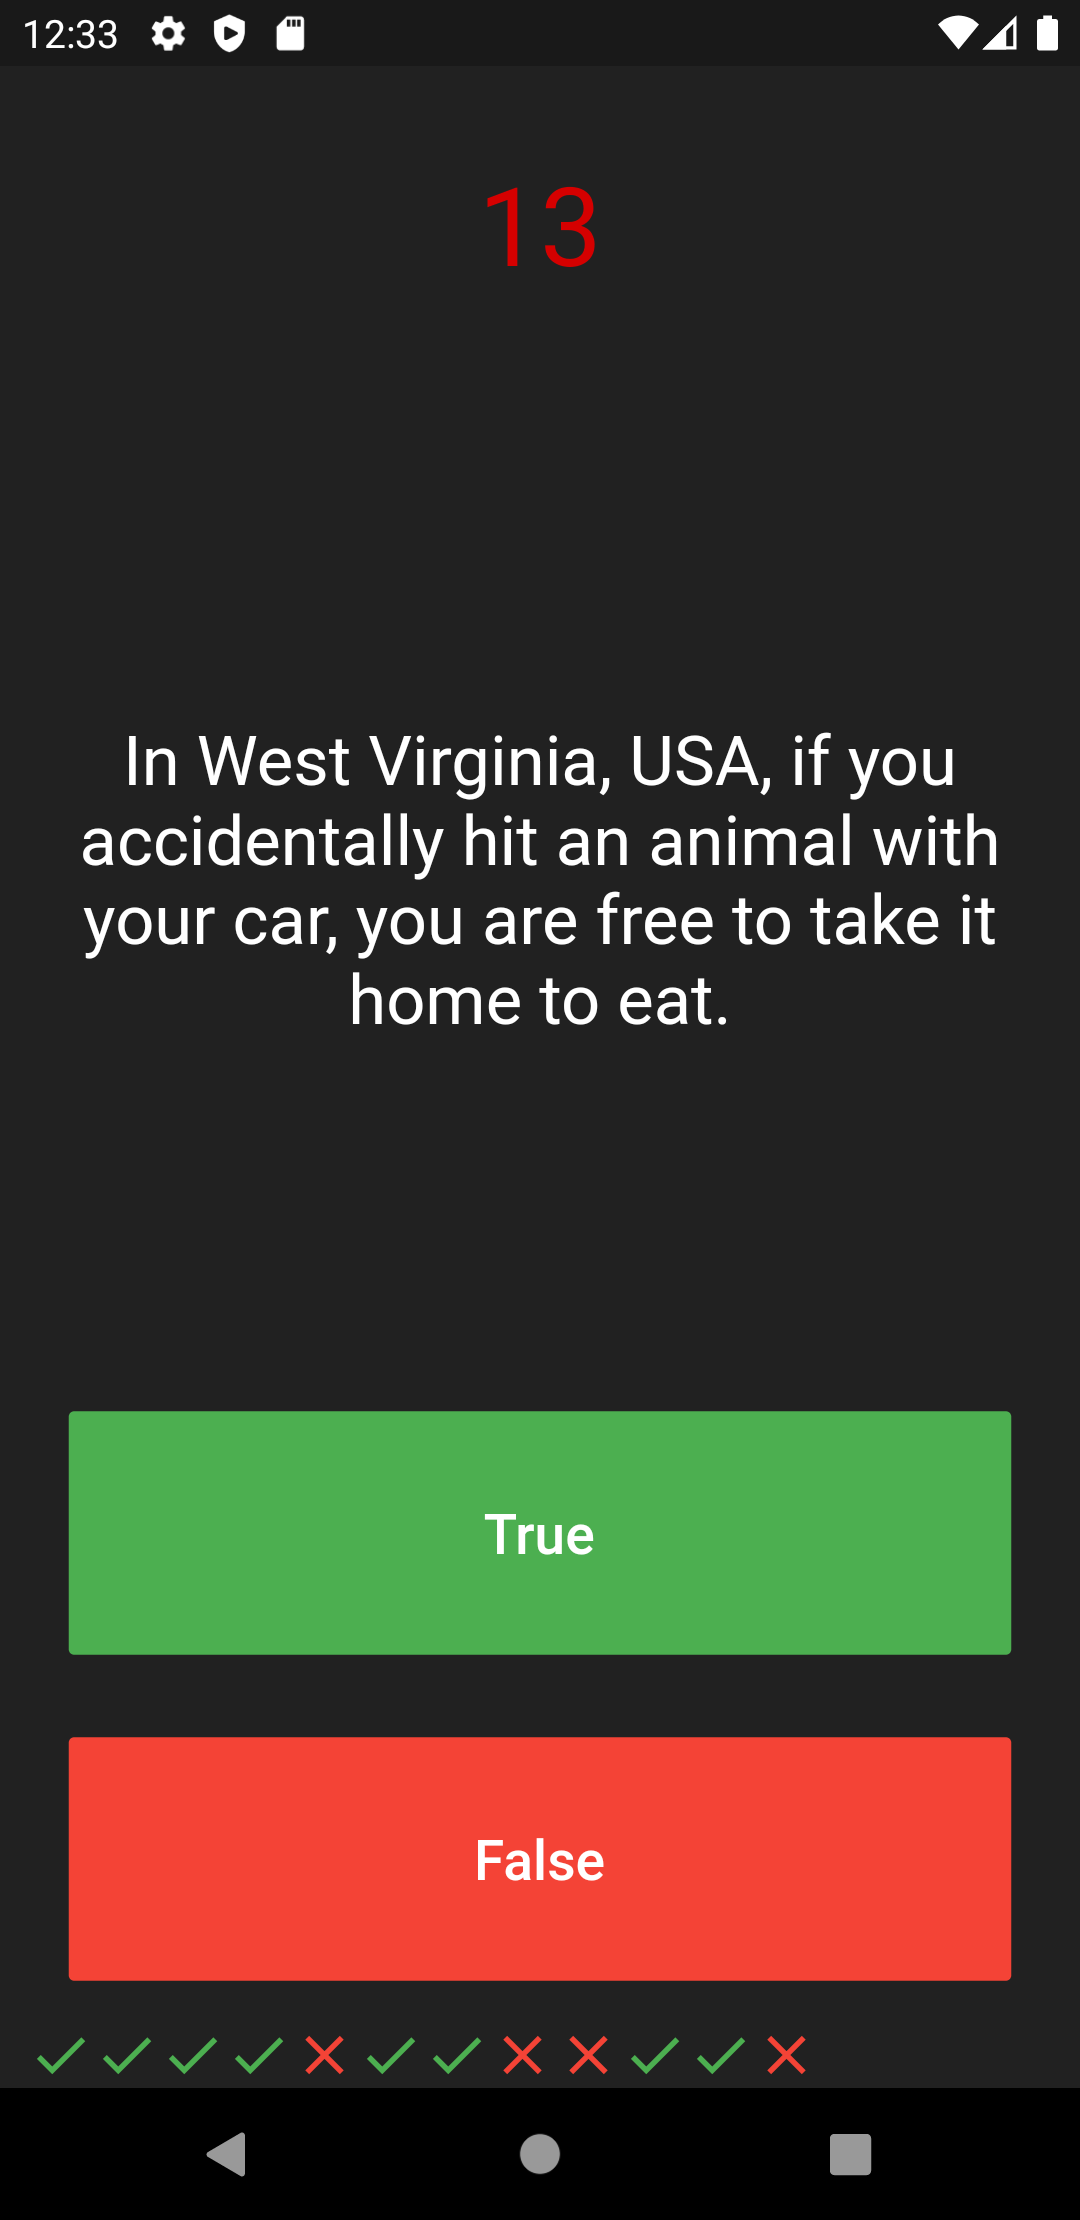 12:33
13
In West Virginia, USA, if you
accidentally hit an animal with
your car, you are free to take it
home to eat.
True
False